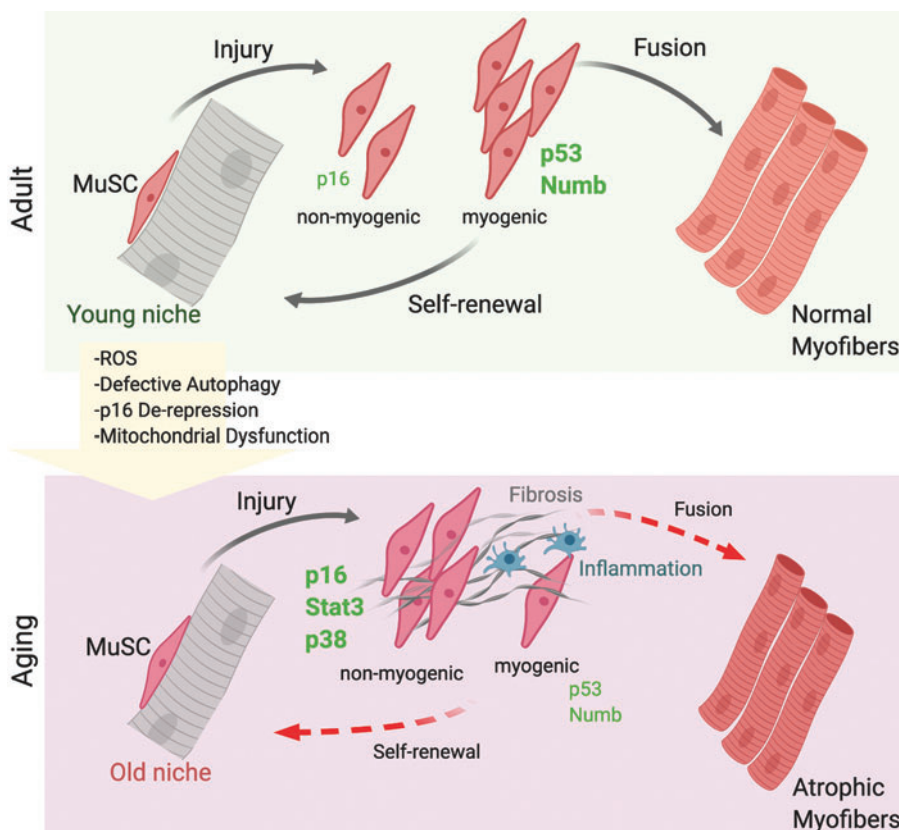 Adult
Injury
Fusion
MuSC
p16
non-myogenic
p53
Numb
myogenic
Self-renewal
Young niche
Normal
Myofibers
-ROS
-Defective Autophagy
-p16 De-repression
-Mitochondrial Dysfunction
Aging
Injury
Fibrosis
Fusion
Inflammation
p16
Stat3
p38
MuSC
non-myogenic
myogenic
p53
Numb
Self-renewal
Old niche
Atrophic
Myofibers